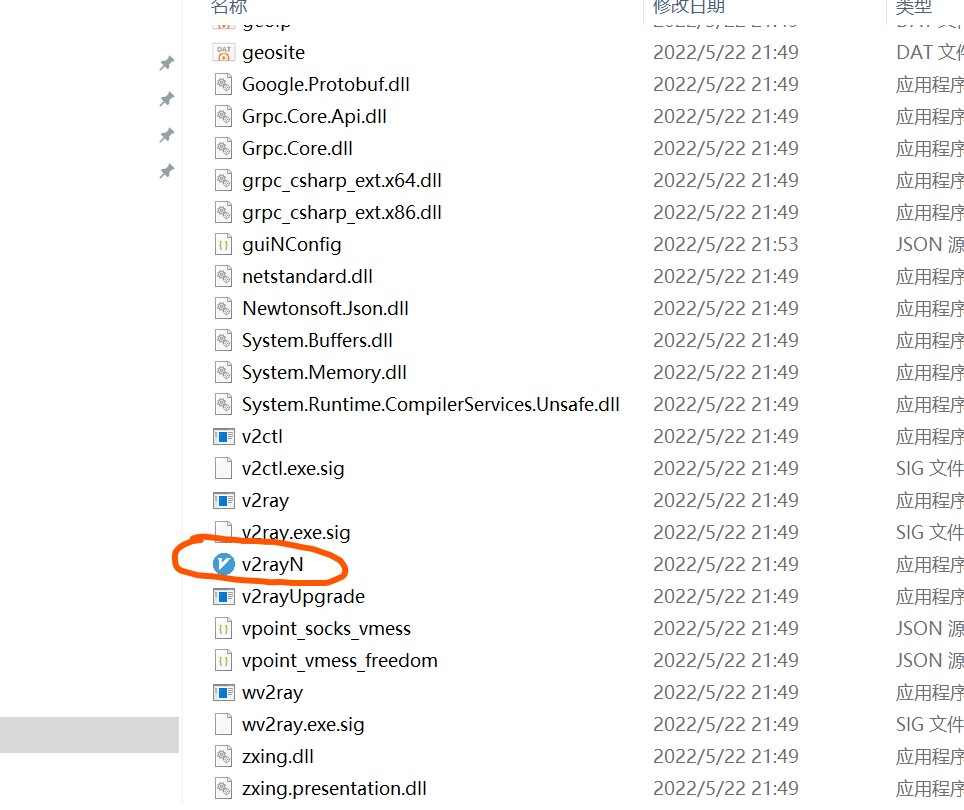 名称 修改日期 类型
geoip 2022/5/22 21:49 DAT 文件
geosite 2022/5/22 21:49 DAT 文件
Google.Protobuf.dll 2022/5/22 21:49 应用程序
Grpc.Core.Api.dll 2022/5/22 21:49 应用程序
Grpc.Core.dll 2022/5/22 21:49 应用程序
grpc_csharp_ext.x64.dll 2022/5/22 21:49 应用程序
grpc_csharp_ext.x86.dll 2022/5/22 21:49 应用程序
guiNConfig 2022/5/22 21:53 JSON 源
netstandard.dll 2022/5/22 21:49 应用程序
Newtonsoft.Json.dll 2022/5/22 21:49 应用程序
System.Buffers.dll 2022/5/22 21:49 应用程序
System.Memory.dll 2022/5/22 21:49 应用程序
System.Runtime.CompilerServices.Unsafe.dll 2022/5/22 21:49 应用程序
v2ctl 2022/5/22 21:49 应用程序
v2ctl.exe.sig 2022/5/22 21:49 SIG 文件
v2ray 2022/5/22 21:49 应用程序
v2ray.exe.sig 2022/5/22 21:49 SIG 文件
v2rayN 2022/5/22 21:49 应用程序
v2rayUpgrade 2022/5/22 21:49 应用程序
vpoint_socks_vmess 2022/5/22 21:49 JSON 源
vpoint_vmess_freedom 2022/5/22 21:49 JSON 源
wv2ray 2022/5/22 21:49 应用程序
wv2ray.exe.sig 2022/5/22 21:49 SIG 文件
zxing.dll 2022/5/22 21:49 应用程序
zxing.presentation.dll 2022/5/22 21:49 应用程序